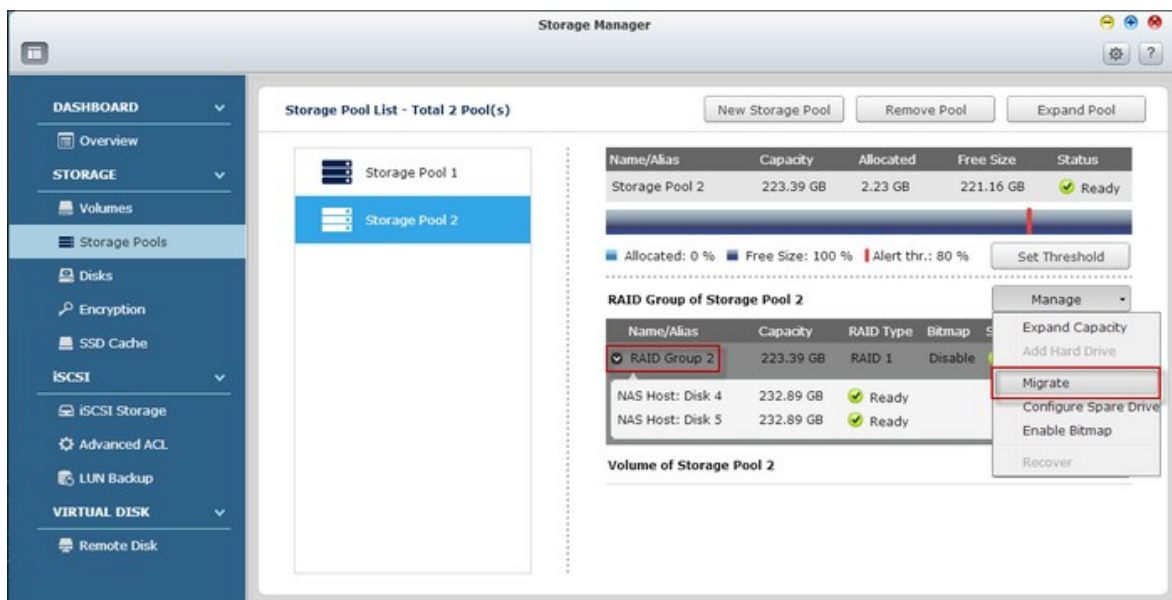 Storage Manager
?
DASHBOARD
Overview
STORAGE
Volumes
Storage Pools
Disks
Encryption
SSD Cache
iSCSI
iSCSI Storage
Advanced ACL
LUN Backup
VIRTUAL DISK
Remote Disk
Storage Pool List - Total 2 Pool(s) New Storage Pool Remove Pool Expand Pool
Storage Pool 1
Storage Pool 2
Name/Alias Capacity Allocated Free Size Status
Storage Pool 2 223.39 GB 2.23 GB 221.16 GB Ready
Allocated: 0 % Free Size: 100 % Alert thr.: 80 % Set Threshold
RAID Group of Storage Pool 2 Manage
Name/Alias Capacity RAID Type Bitmap S
RAID Group 2 223.39 GB RAID 1 Disable
NAS Host: Disk 4 232.89 GB Ready
NAS Host: Disk 5 232.89 GB Ready
Expand Capacity
Add Hard Drive
Migrate
Configure Spare Drive
Enable Bitmap
Recover
Volume of Storage Pool 2